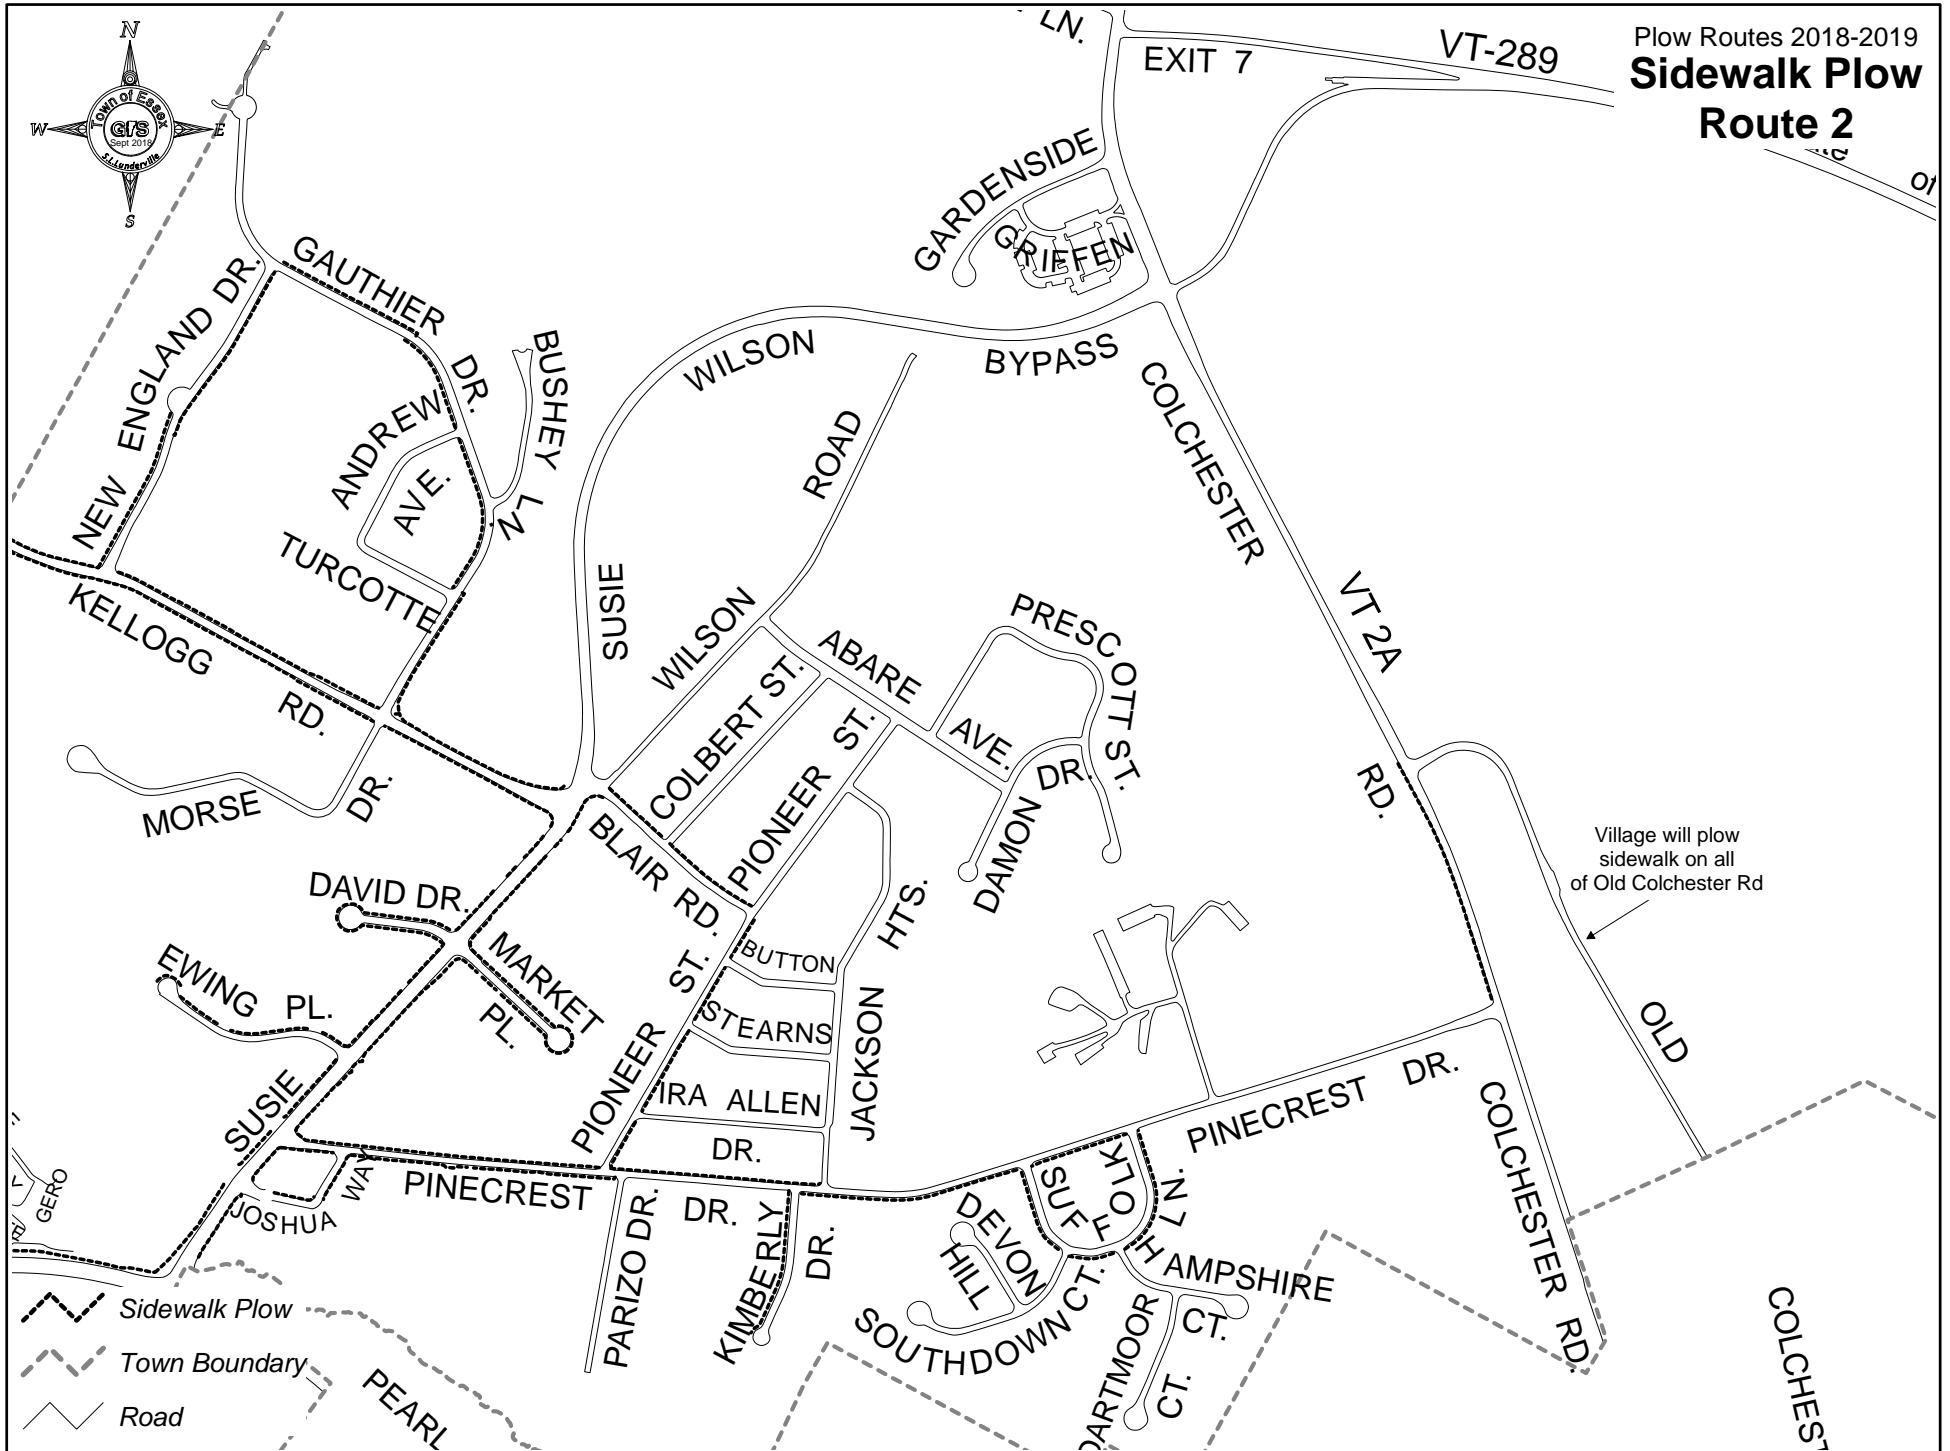 Plow Routes 2018-2019
Sidewalk Plow
Route 2
N
W
E
S
Town of Essex
GIS
Sept 2018
S.L.Lunderville
LN.
EXIT 7
VT-289
of
GARDENSIDE
GRIFFEN
GAUTHIER DR.
NEW ENGLAND DR.
BUSHEY LN.
ANDREW AVE.
TURCOTTE
WILSON BYPASS
SUSIE
COLCHESTER
VT 2A
RD.
WILSON ROAD
KELLOGG RD.
ABARE AVE.
PRESCOTT ST.
COLBERT ST.
PIONEER ST.
DAMON DR.
MORSE DR.
BLAIR RD.
Village will plow
sidewalk on all
of Old Colchester Rd
DAVID DR.
MARKET PL.
EWING PL.
BUTTON
STEARNS
JACKSON HTS.
PIONEER ST.
IRA ALLEN DR.
OLD
SUSIE
GERO
JOSHUA WAY
PINECREST DR.
PINECREST DR.
PARIZO DR.
KIMBERLY DR.
SUFFOLK LN.
DEVON HILL
SOUTHDOWN CT.
HAMPSHIRE CT.
DARTMOOR CT.
COLCHESTER RD.
PEARL
Sidewalk Plow
Town Boundary
Road